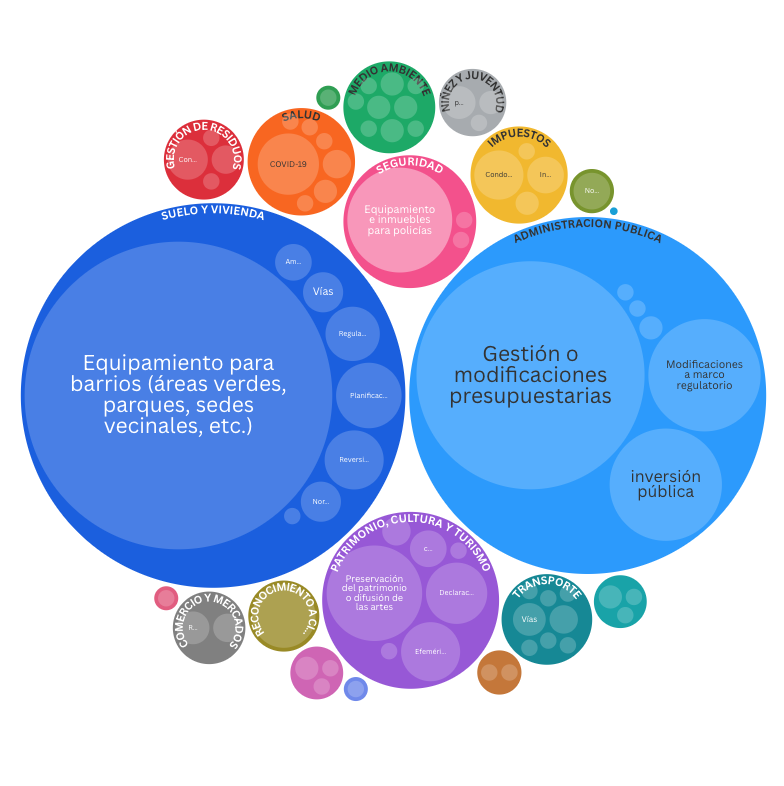 MEDIO AMBIENTE
NIÑEZ Y JUVENTUD
p...
SALUD
COVID-19
GESTIÓN DE RESIDUOS
Con...
IMPUESTOS
Condo...
In...
No...
SEGURIDAD
Equipamiento
e inmuebles
para policías
SUELO Y VIVIENDA
Am...
Vías
Regula...
Planificac...
Reversi...
Nor...
Equipamiento para
barrios (áreas verdes,
parques, sedes
vecinales, etc.)
ADMINISTRACION PUBLICA
Gestión o
modificaciones
presupuestarias
Modificaciones
a marco
regulatorio
inversión
pública
PATRIMONIO, CULTURA Y TURISMO
c...
Preservación
del patrimonio
o difusión de
las artes
Declarac...
Efeméri...
TRANSPORTE
Vías
COMERCIO Y MERCADOS
R...
RECONOCIMIENTO A CI...